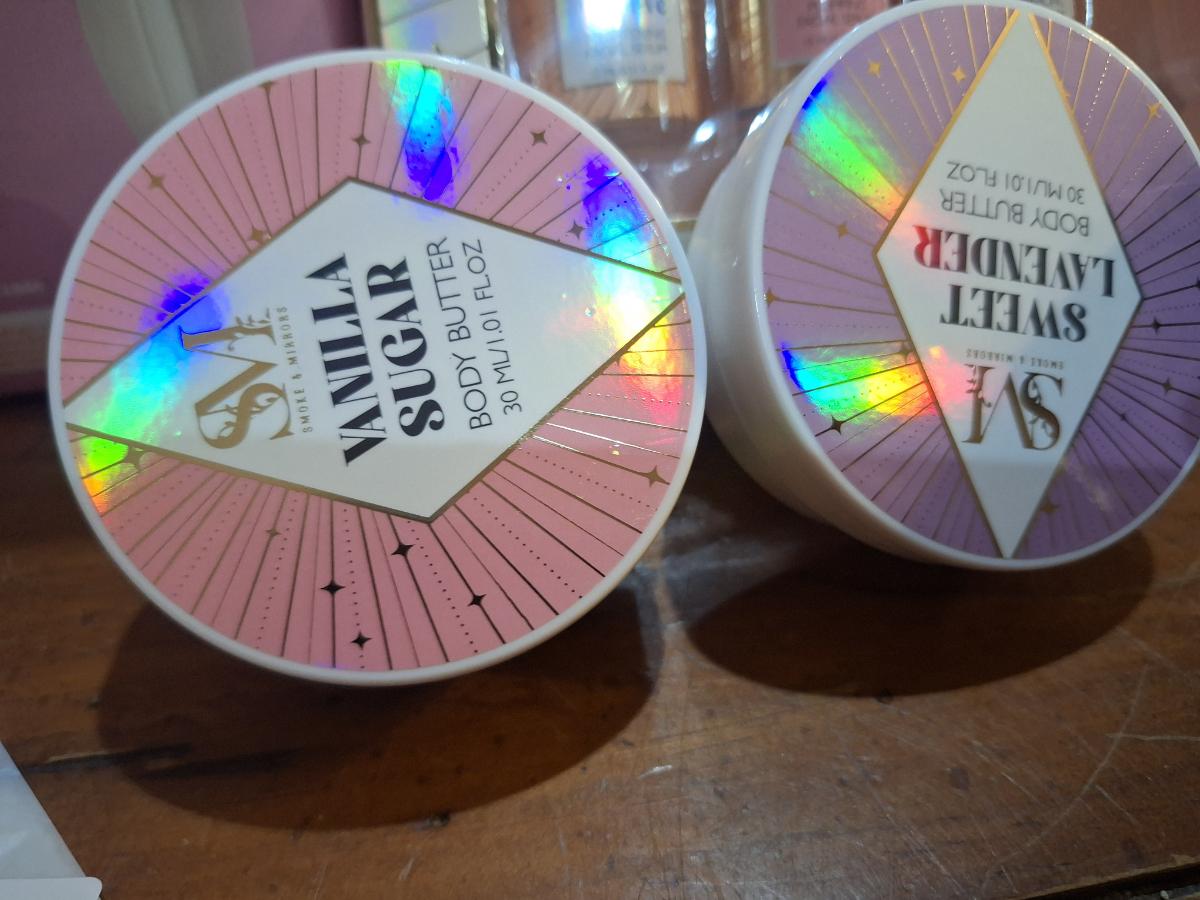 SM
SMOKE & MIRRORS
VANILLA
SUGAR
BODY BUTTER
30 ML/1.01 FL.OZ
SM
SMOKE & MIRRORS
SWEET
LAVENDER
BODY BUTTER
30 ML/1.01 FL.OZ